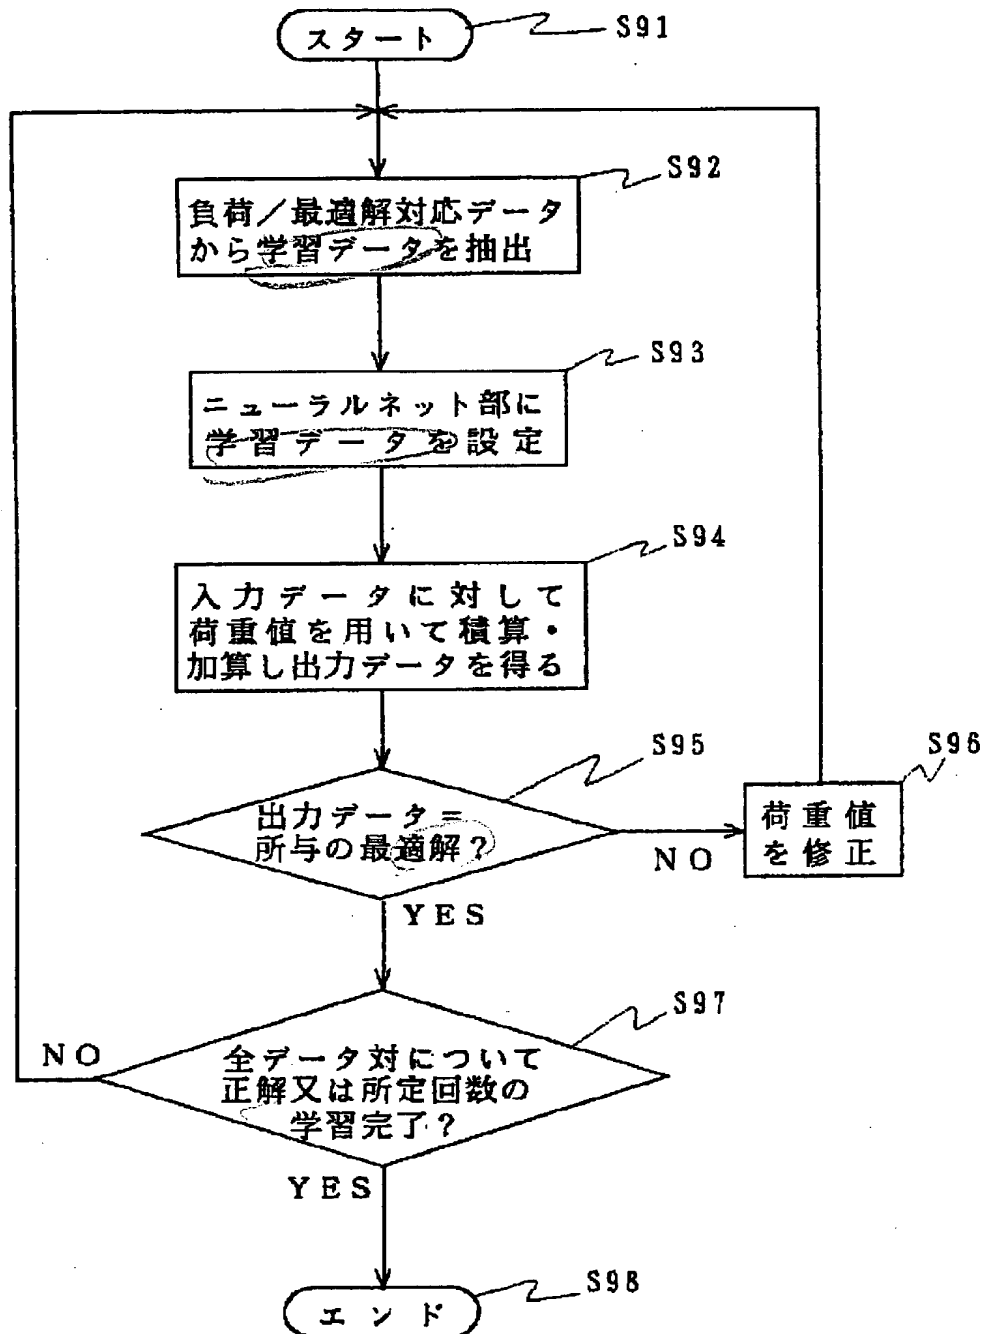 スタート
S91
S92
負荷／最適解対応データ
から学習データを抽出
S93
ニューラルネット部に
学習データを設定
S94
入力データに対して
荷重値を用いて積算・
加算し出力データを得る
S95
出力データ＝
所与の最適解？
S96
荷重値
を修正
NO
YES
S97
全データ対について
正解又は所定回数の
学習完了？
NO
YES
S98
エンド